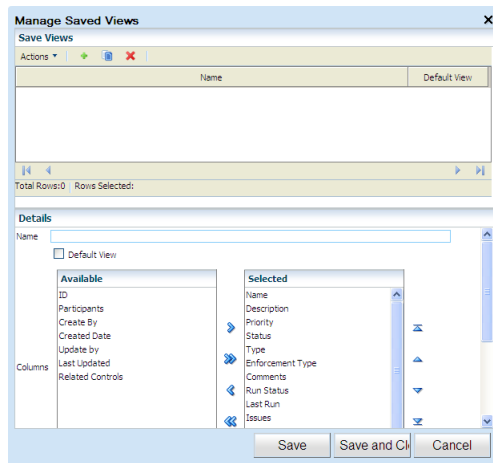 Manage Saved Views
Save Views
Actions
Name Default View
Total Rows:0 Rows Selected:
Details
Name
Default View
Available Selected
ID
Participants
Create By
Created Date
Update by
Last Updated
Related Controls
Columns
Name
Description
Priority
Status
Type
Enforcement Type
Comments
Run Status
Last Run
Issues
Save Save and Cl Cancel